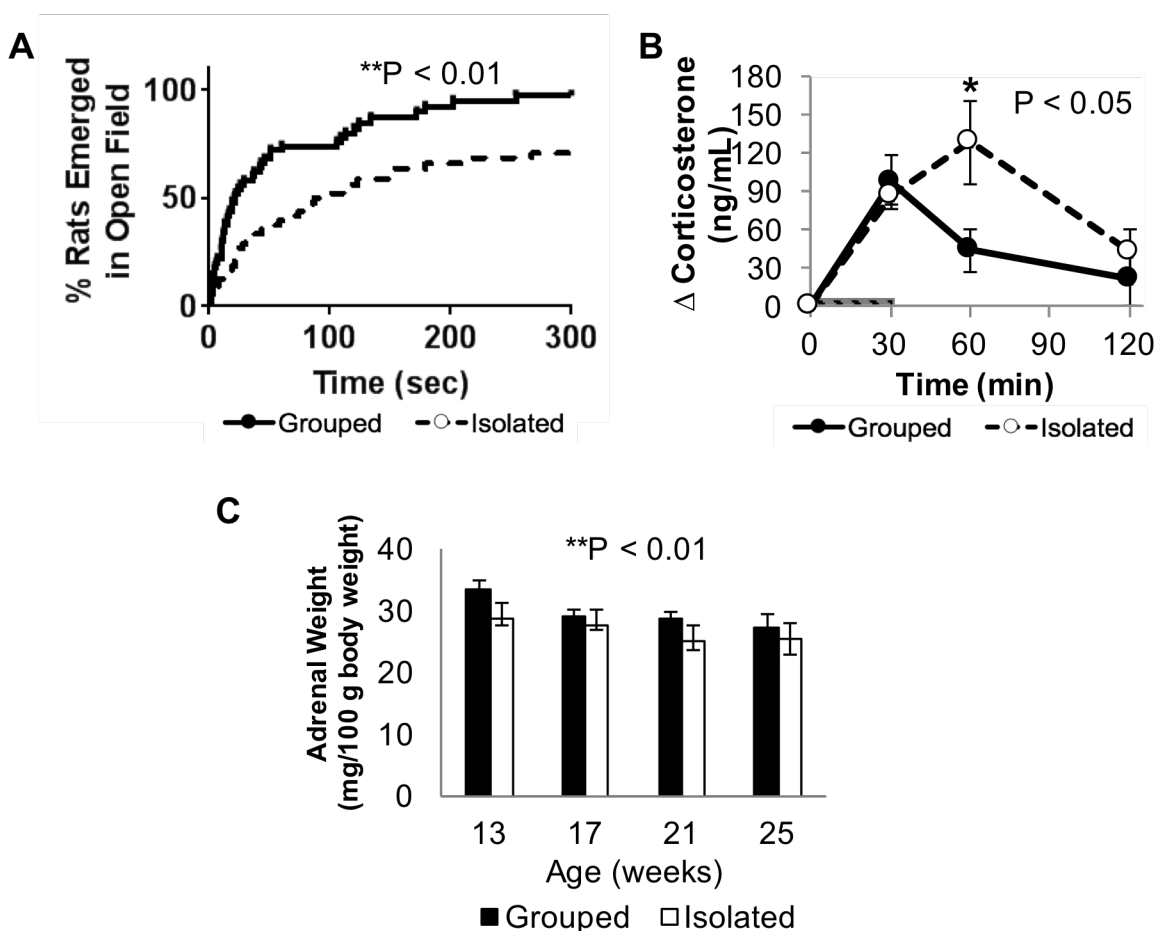 A
% Rats Emerged
in Open Field
**P < 0.01
100
50
0
0 100 200 300
Time (sec)
Grouped Isolated
B
Δ Corticosterone
(ng/mL)
180
150
120
90
60
30
0
*
P < 0.05
0 30 60 90 120
Time (min)
Grouped Isolated
C
Adrenal Weight
(mg/100 g body weight)
**P < 0.01
40
30
20
10
0
13 17 21 25
Age (weeks)
Grouped Isolated